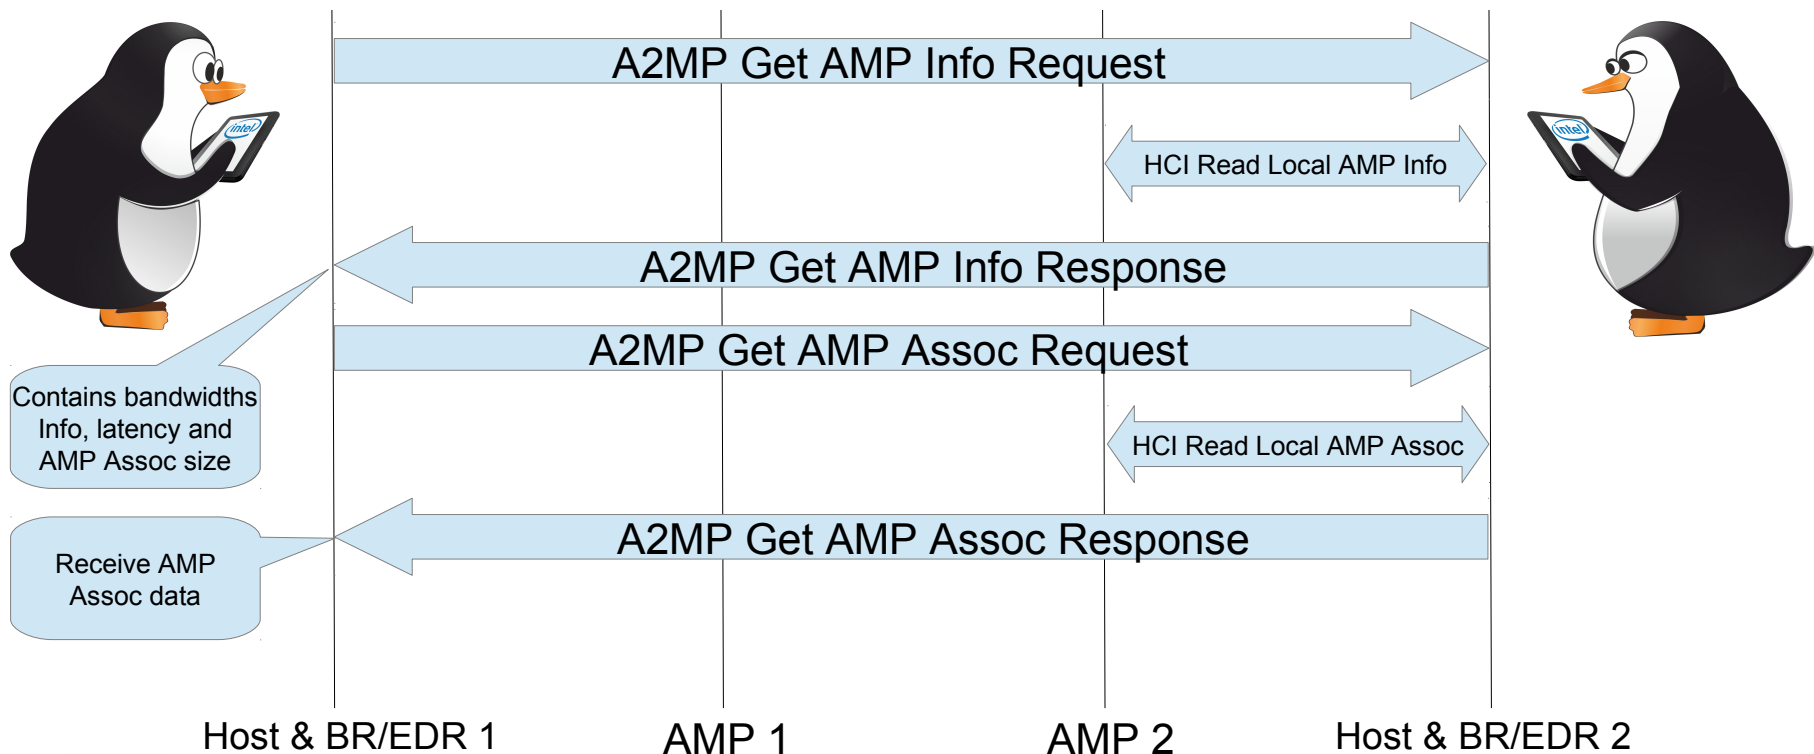 A2MP Get AMP Info Request
intel
intel
HCI Read Local AMP Info
A2MP Get AMP Info Response
A2MP Get AMP Assoc Request
Contains bandwidths
Info, latency and
AMP Assoc size
HCI Read Local AMP Assoc
A2MP Get AMP Assoc Response
Receive AMP
Assoc data
Host & BR/EDR 1
AMP 1
AMP 2
Host & BR/EDR 2